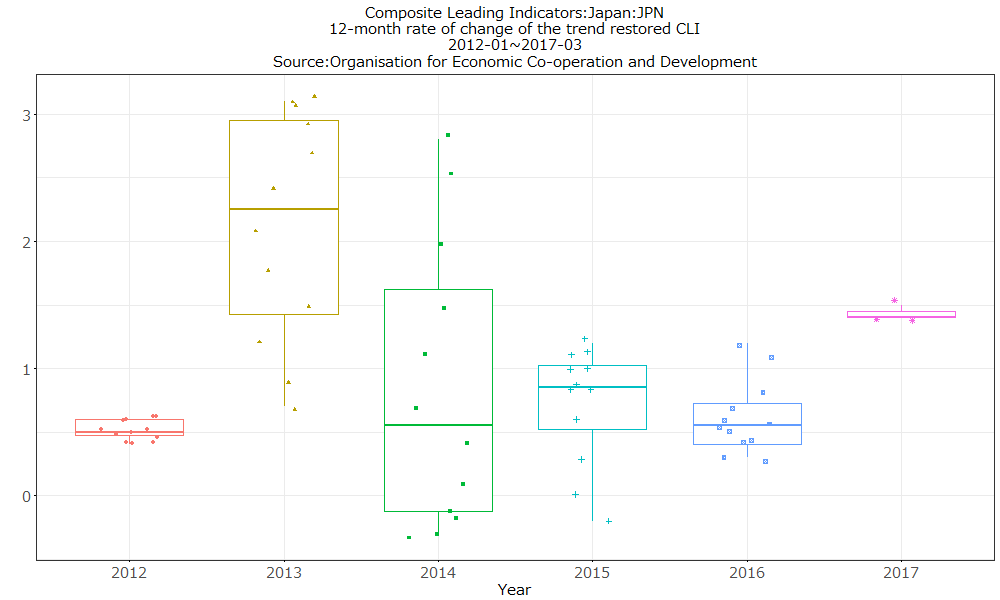 Composite Leading Indicators:Japan:JPN
12-month rate of change of the trend restored CLI
2012-01~2017-03
Source:Organisation for Economic Co-operation and Development
3
2
1
0
2012 2013 2014 2015 2016 2017
Year